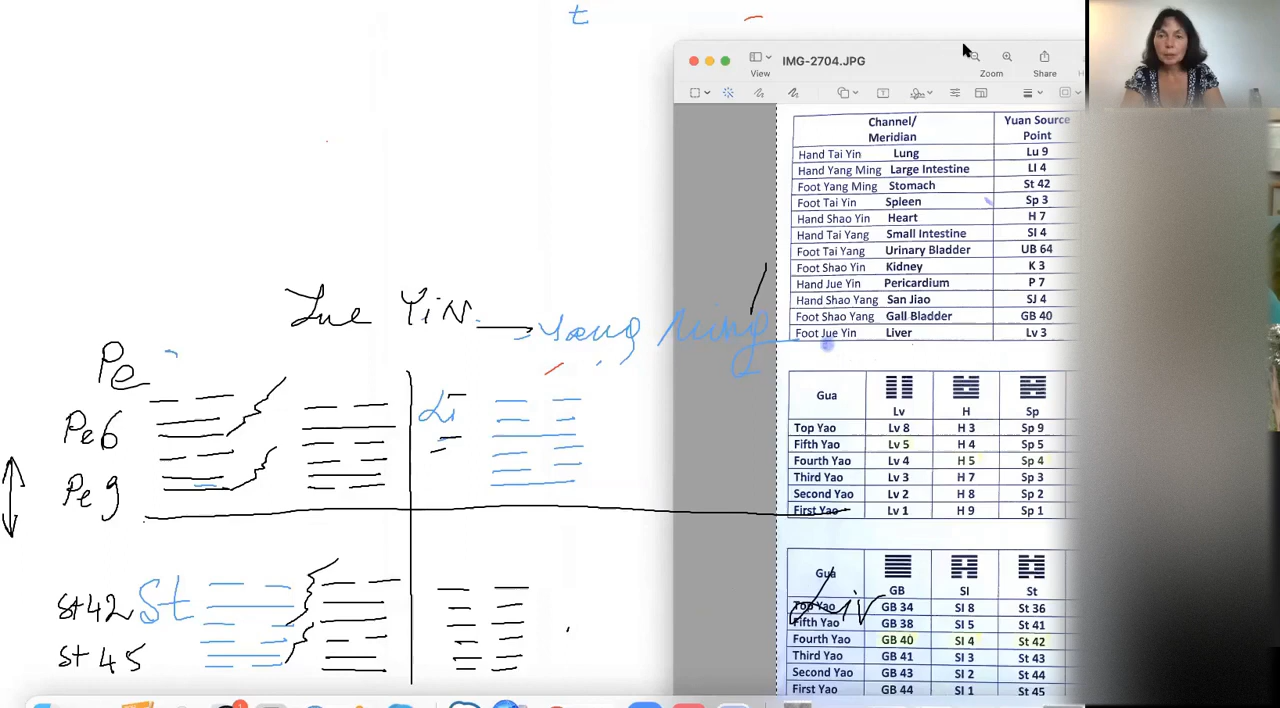 t
IMG-2704.JPG
View
Zoom
Share
Channel/ Meridian Yuan Source Point
Hand Tai Yin Lung Lu 9
Hand Yang Ming Large Intestine LI 4
Foot Yang Ming Stomach St 42
Foot Tai Yin Spleen Sp 3
Hand Shao Yin Heart H 7
Hand Tai Yang Small Intestine SI 4
Foot Tai Yang Urinary Bladder UB 64
Foot Shao Yin Kidney K 3
Hand Jue Yin Pericardium P 7
Hand Shao Yang San Jiao SJ 4
Foot Shao Yang Gall Bladder GB 40
Foot Jue Yin Liver Lv 3
Jue Yin
Yang Ming
Pe
Pe 6
Pe 9
Li
St 42
St
St 45
Liv
Gua Lv H Sp
Top Yao Lv 8 H 3 Sp 9
Fifth Yao Lv 5 H 4 Sp 5
Fourth Yao Lv 4 H 5 Sp 4
Third Yao Lv 3 H 7 Sp 3
Second Yao Lv 2 H 8 Sp 2
First Yao Lv 1 H 9 Sp 1
Gua GB SI St
Top Yao GB 34 SI 8 St 36
Fifth Yao GB 38 SI 5 St 41
Fourth Yao GB 40 SI 4 St 42
Third Yao GB 41 SI 3 St 43
Second Yao GB 43 SI 2 St 44
First Yao GB 44 SI 1 St 45